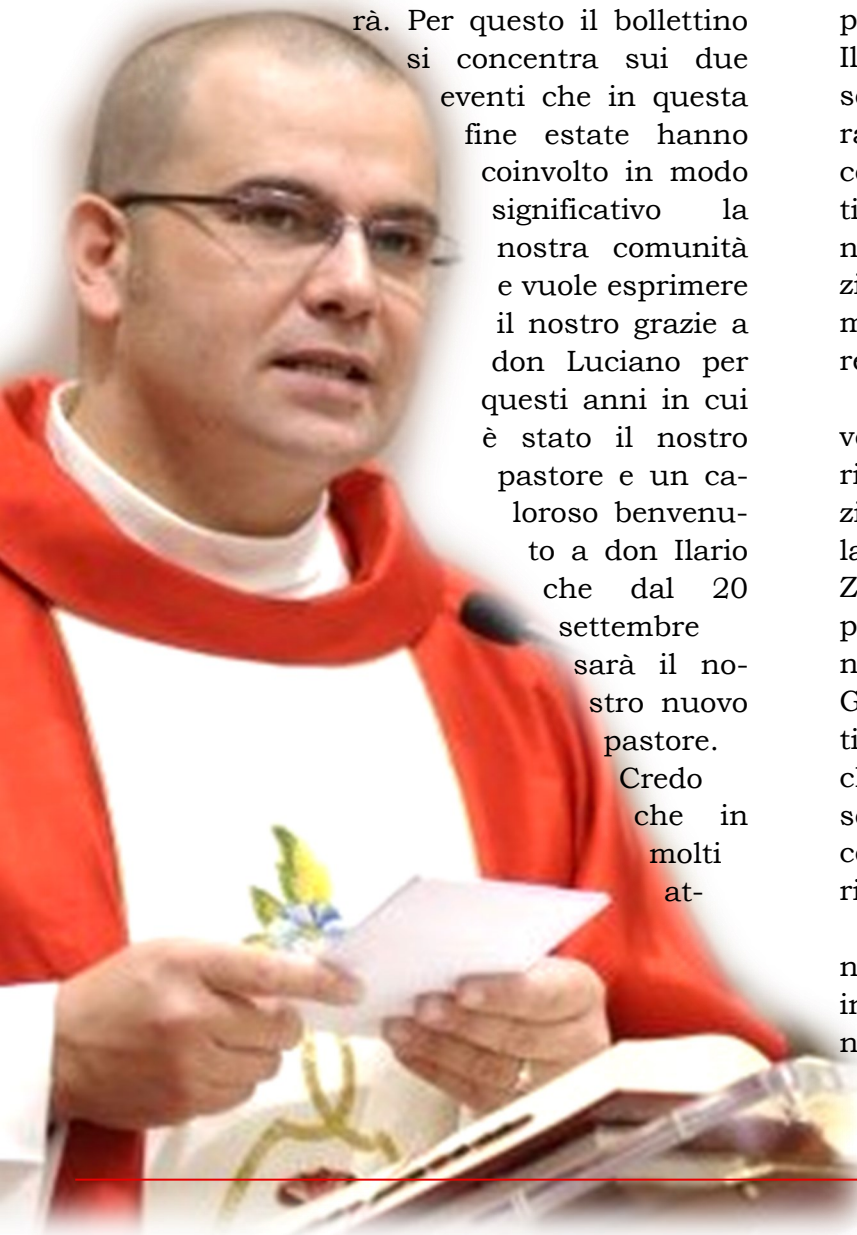 rà. Per questo il bollettino
si concentra sui due
eventi che in questa
fine estate hanno
coinvolto in modo
significativo la
nostra comunità
e vuole esprimere
il nostro grazie a
don Luciano per
questi anni in cui
è stato il nostro
pastore e un ca-
loroso benvenu-
to a don Ilario
che dal 20
settembre
sarà il no-
stro nuovo
pastore.
Credo
che in
molti
at-